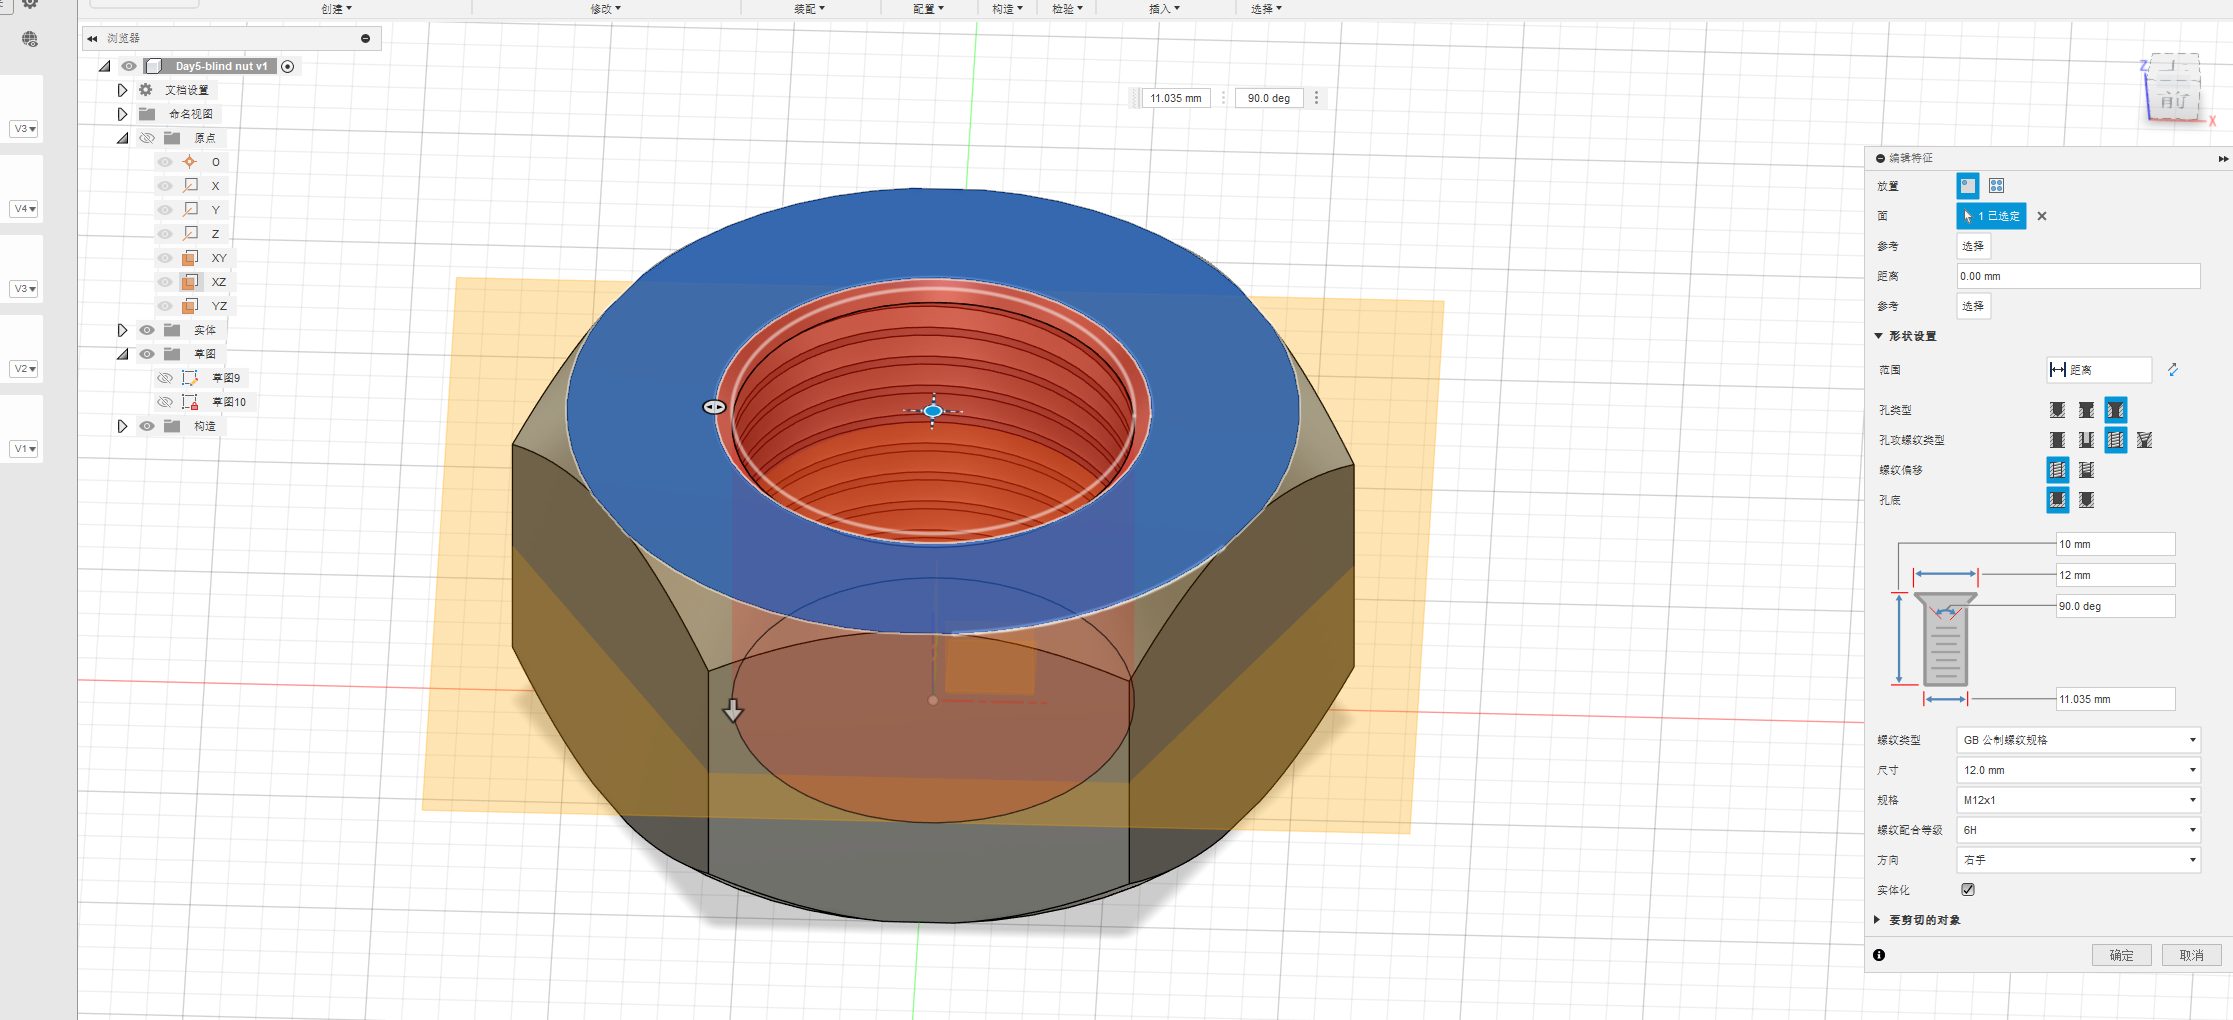 创建▼ 修改▼ 装配▼ 配置▼ 构造▼ 检验▼ 插入▼ 选择▼
浏览器
Day5-blind nut v1
文档设置
命名视图
原点
O
X
Y
Z
XY
XZ
YZ
实体
草图
草图9
草图10
构造
V3▼
V4▼
V3▼
V2▼
V1▼
11.035 mm 90.0 deg
上
前
Z
X
编辑特征
放置
面 1 已选定
参考 选择
距离 0.00 mm
参考 选择
形状设置
范围 距离
孔类型
孔攻螺纹类型
螺纹偏移
孔底
10 mm
12 mm
90.0 deg
11.035 mm
螺纹类型 GB 公制螺纹规格
尺寸 12.0 mm
规格 M12x1
螺纹配合等级 6H
方向 右手
实体化
要剪切的对象
确定 取消